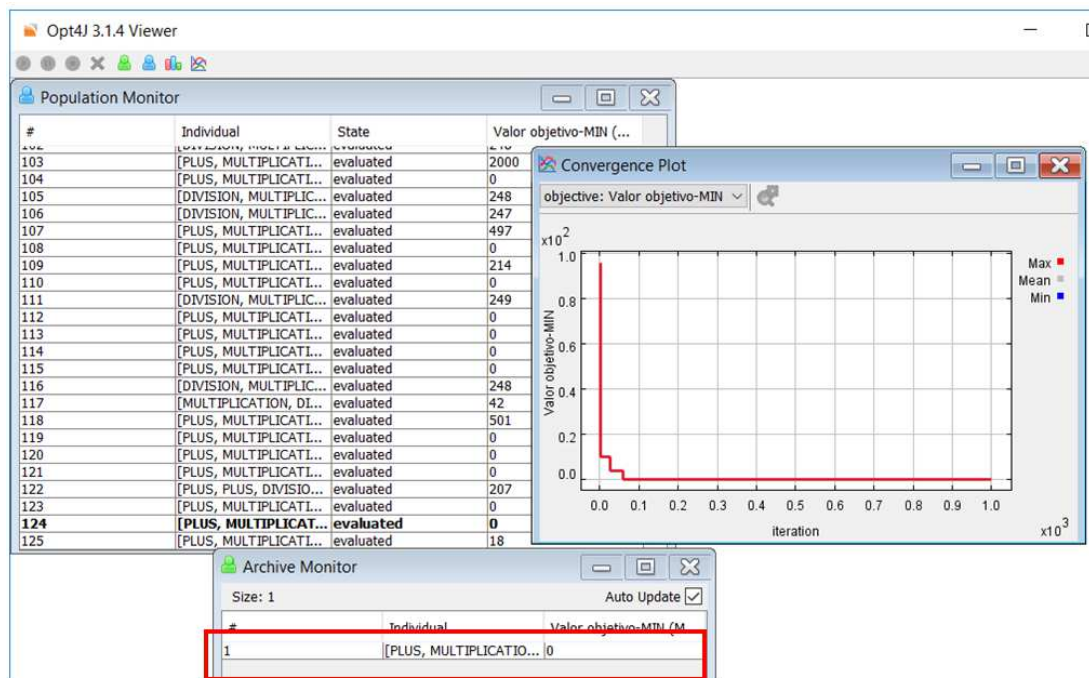 Opt4J 3.1.4 Viewer
Population Monitor
# Individual State Valor objetivo-MIN (...
103 [PLUS, MULTIPLICATI... evaluated 2000
104 [PLUS, MULTIPLICATI... evaluated 0
105 [DIVISION, MULTIPLIC... evaluated 248
106 [DIVISION, MULTIPLIC... evaluated 247
107 [PLUS, MULTIPLICATI... evaluated 497
108 [PLUS, MULTIPLICATI... evaluated 0
109 [PLUS, MULTIPLICATI... evaluated 214
110 [PLUS, MULTIPLICATI... evaluated 0
111 [DIVISION, MULTIPLIC... evaluated 249
112 [PLUS, MULTIPLICATI... evaluated 0
113 [PLUS, MULTIPLICATI... evaluated 0
114 [PLUS, MULTIPLICATI... evaluated 0
115 [PLUS, MULTIPLICATI... evaluated 0
116 [DIVISION, MULTIPLIC... evaluated 248
117 [MULTIPLICATION, DI... evaluated 42
118 [PLUS, MULTIPLICATI... evaluated 501
119 [PLUS, MULTIPLICATI... evaluated 0
120 [PLUS, MULTIPLICATI... evaluated 0
121 [PLUS, MULTIPLICATI... evaluated 0
122 [PLUS, PLUS, DIVISIO... evaluated 207
123 [PLUS, MULTIPLICATI... evaluated 0
124 [PLUS, MULTIPLICAT... evaluated 0
125 [PLUS, MULTIPLICATI... evaluated 18
Convergence Plot
objective: Valor objetivo-MIN
x10^2
1.0
0.8
0.6
0.4
0.2
0.0
Valor objetivo-MIN
Max
Mean
Min
0.0 0.1 0.2 0.3 0.4 0.5 0.6 0.7 0.8 0.9 1.0
iteration x10^3
Archive Monitor
Size: 1 Auto Update
# Individual Valor objetivo-MIN (M
1 [PLUS, MULTIPLICATIO... 0